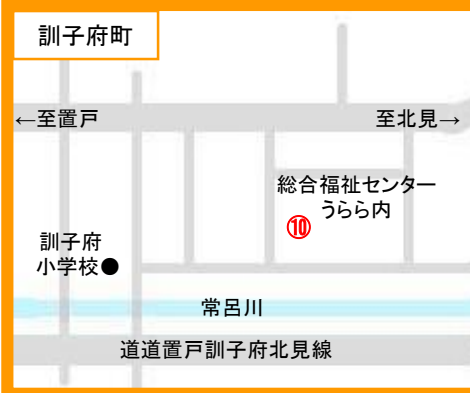 訓子府町
←至置戸
至北見→
総合福祉センター
うらら内
⑩
訓子府
小学校●
常呂川
道道置戸訓子府北見線